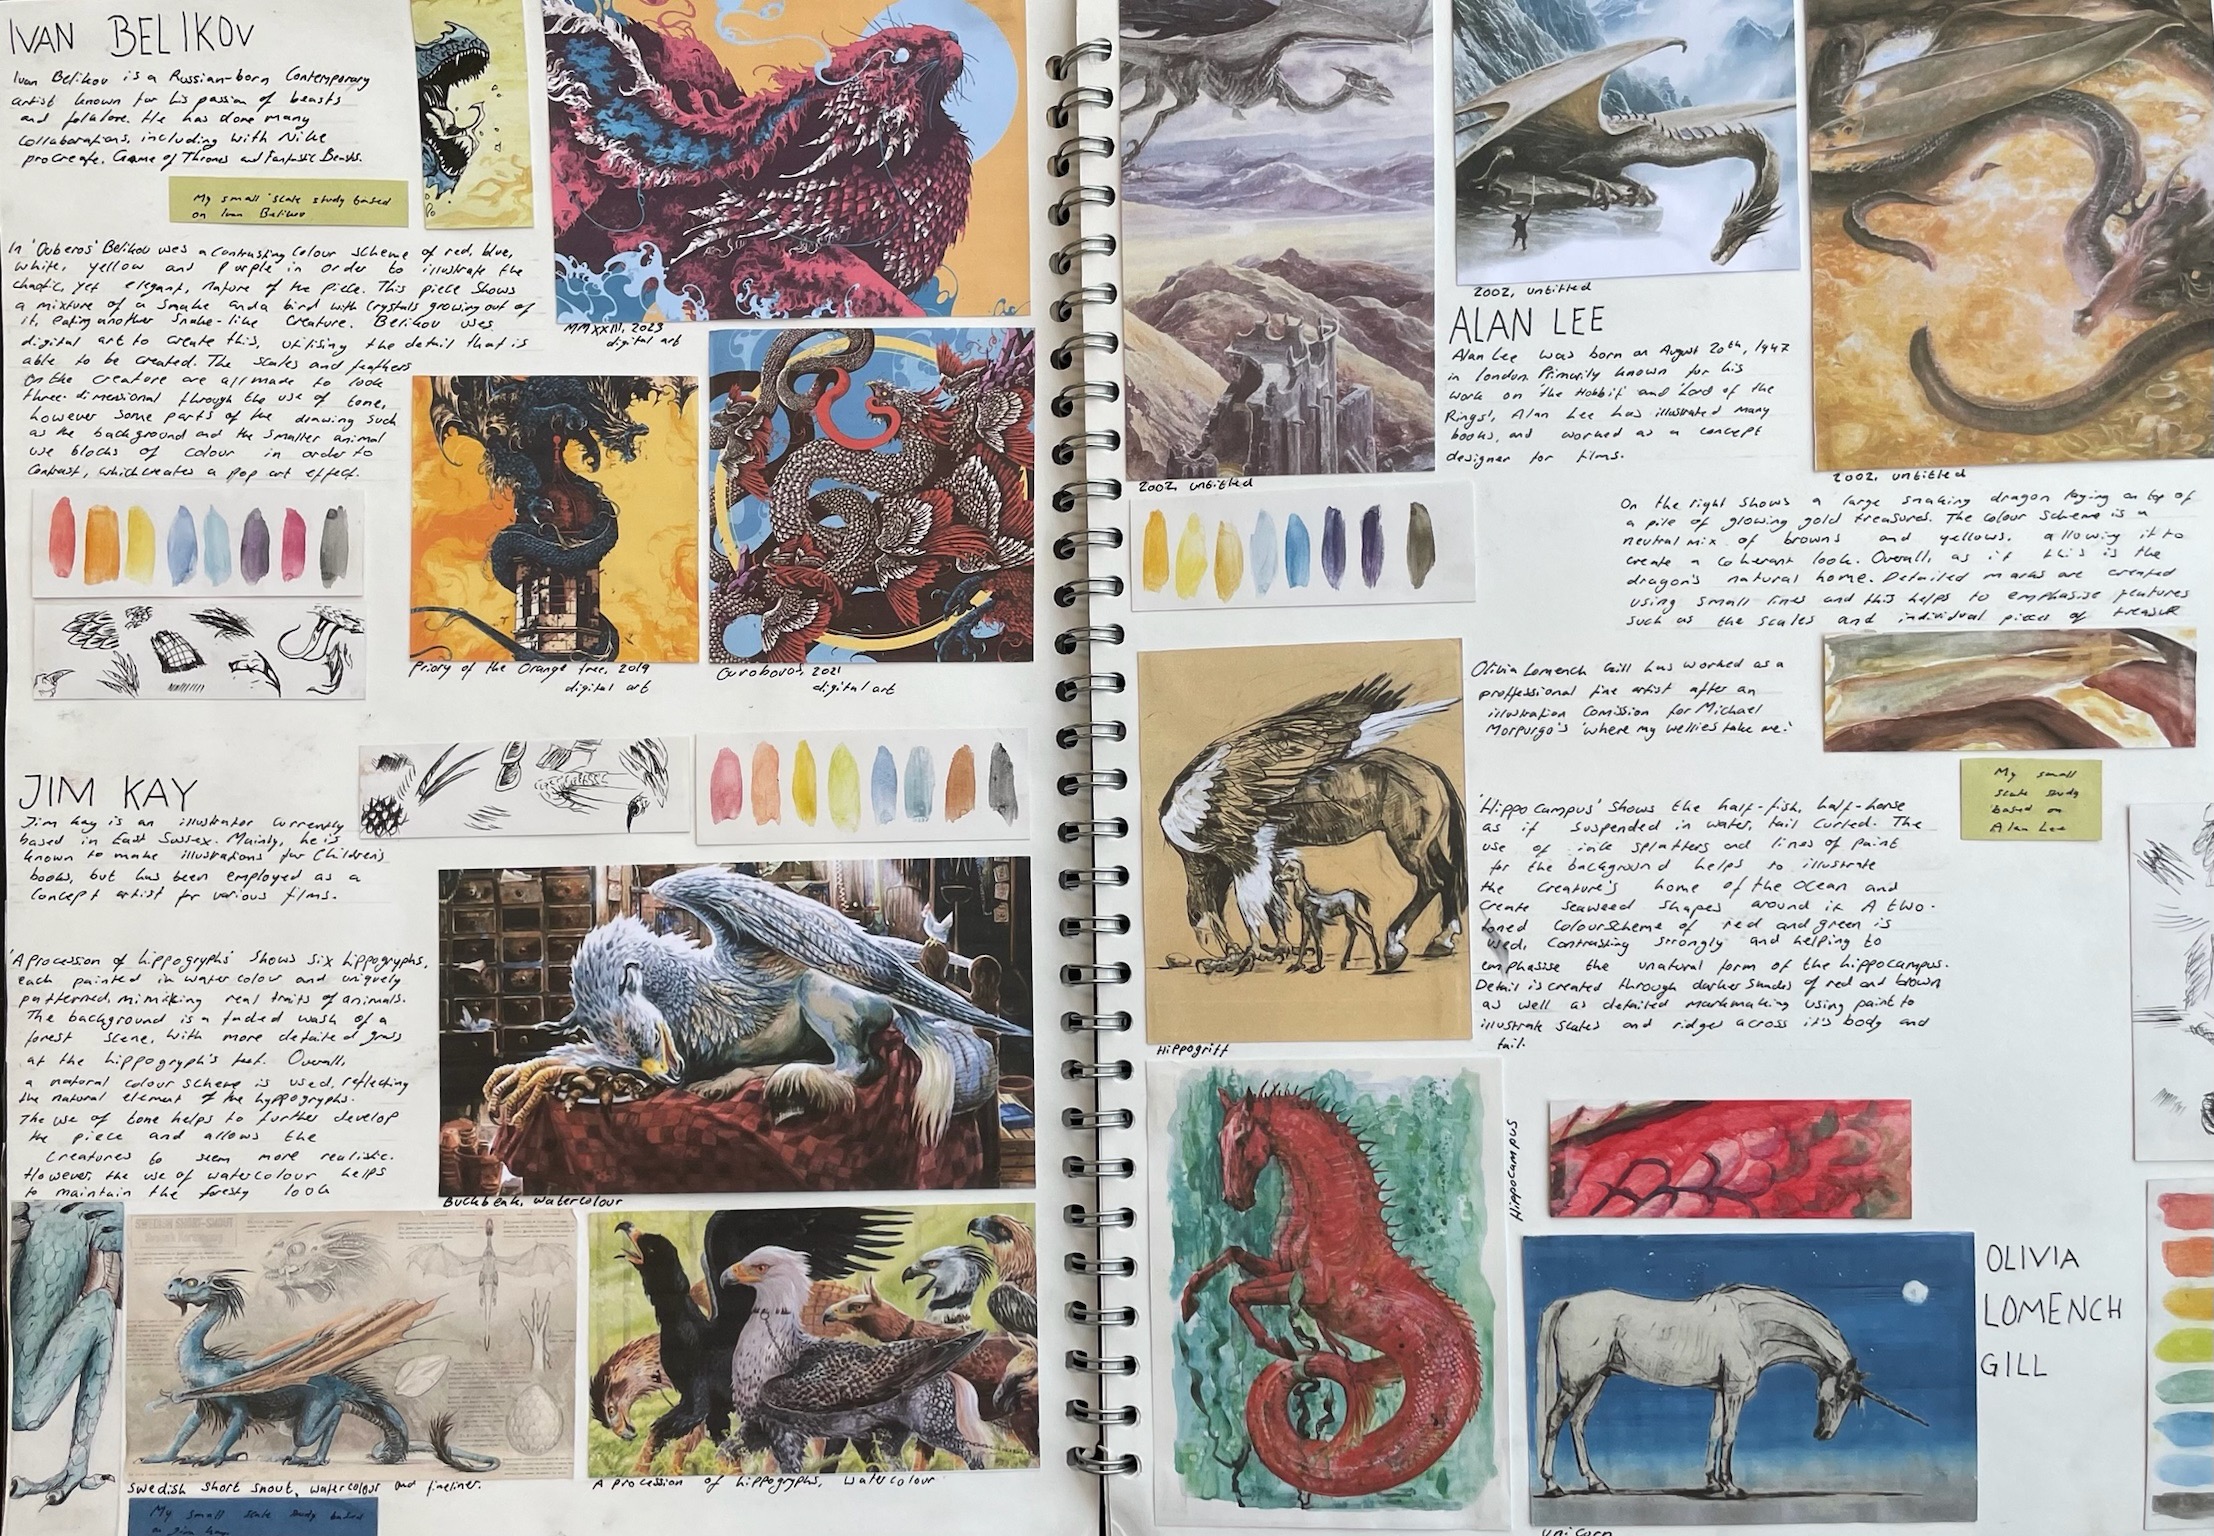 IVAN BELIKOV
Ivan Belikov is a Russian-born Contemporary
artist known for his passion of beasts
and folklore. He has done many
collaborations, including with Nike
procreate, Game of Thrones and Fantastic Beasts.
My small scale study based
on Ivan Belikov
In 'Ouberos' Belikov uses a contrasting colour scheme of red, blue,
white, yellow and purple in order to illustrate the
chaotic, yet elegant, nature of the piece. This piece shows
a mixture of a snake and a bird with crystals growing out of
it, eating another snake-like creature. Belikov uses
digital art to create this, utilising the detail that is
able to be created. The scales and feathers
on the creature are all made to look
three-dimensional through the use of tone,
however some parts of the drawing such
as the background and the smaller animal
use blocks of colour in order to
contrast, which creates a pop art effect.
MMXXIII, 2023
digital art
Priory of the Orange tree, 2019
digital art
Ouroboros, 2021
digital art
JIM KAY
Jim Kay is an illustrator currently
based in East Sussex. Mainly, he is
known to make illustrations for Children's
books, but has been employed as a
concept artist for various films.
'A procession of hippogryphs' shows six hippogryphs,
each painted in watercolour and uniquely
patterned, mimicking real traits of animals.
The background is a faded wash of a
forest scene, with more detailed grass
at the hippogryph's feet. Overall,
a natural colour scheme is used, reflecting
the natural element of the hyppogryphs.
The use of tone helps to further develop
the piece and allows the
creatures to seem more realistic.
However, the use of watercolour helps
to maintain the foresty look
Buckbeak, watercolour
SWEDISH SHORT-SNOUT
Swedish short snout, watercolour and fineliner.
A procession of hippogryphs, watercolour
My small scale study based
on Jim Kay
2002, untitled
2002, untitled
ALAN LEE
Alan Lee was born on August 20th, 1947
in London. Primarily known for his
work on 'the Hobbit' and 'Lord of the
Rings', Alan Lee has illustrated many
books, and worked as a concept
designer for films.
2002, untitled
On the right shows a large snaking dragon laying on top of
a pile of glowing gold treasures. The colour scheme is a
neutral mix of browns and yellows, allowing it to
create a coherant look. Overall, as if this is the
dragon's natural home. Detailed marks are created
using small lines and this helps to emphasise features
such as the scales and individual pieces of treasure
My small
scale study
based on
Alan Lee
Olivia Lomench Gill has worked as a
proffessional fine artist after an
illustration Comission for Michael
Morpurgo's 'where my wellies take me.'
'Hippocampus' shows the half-fish, half-horse
as if suspended in water, tail curled. The
use of ink splatters and lines of paint
for the background helps to illustrate
the creature's home of the ocean and
create seaweed shapes around it. A two-
toned colourscheme of red and green is
used, contrasting strongly and helping to
emphasise the unatural form of the hippocampus.
Detail is created through darker shades of red and brown
as well as detailed markmaking using paint to
illustrate scales and ridges across it's body and
tail.
Hippogriff
Hippocampus
OLIVIA
LOMENCH
GILL
Unicorn